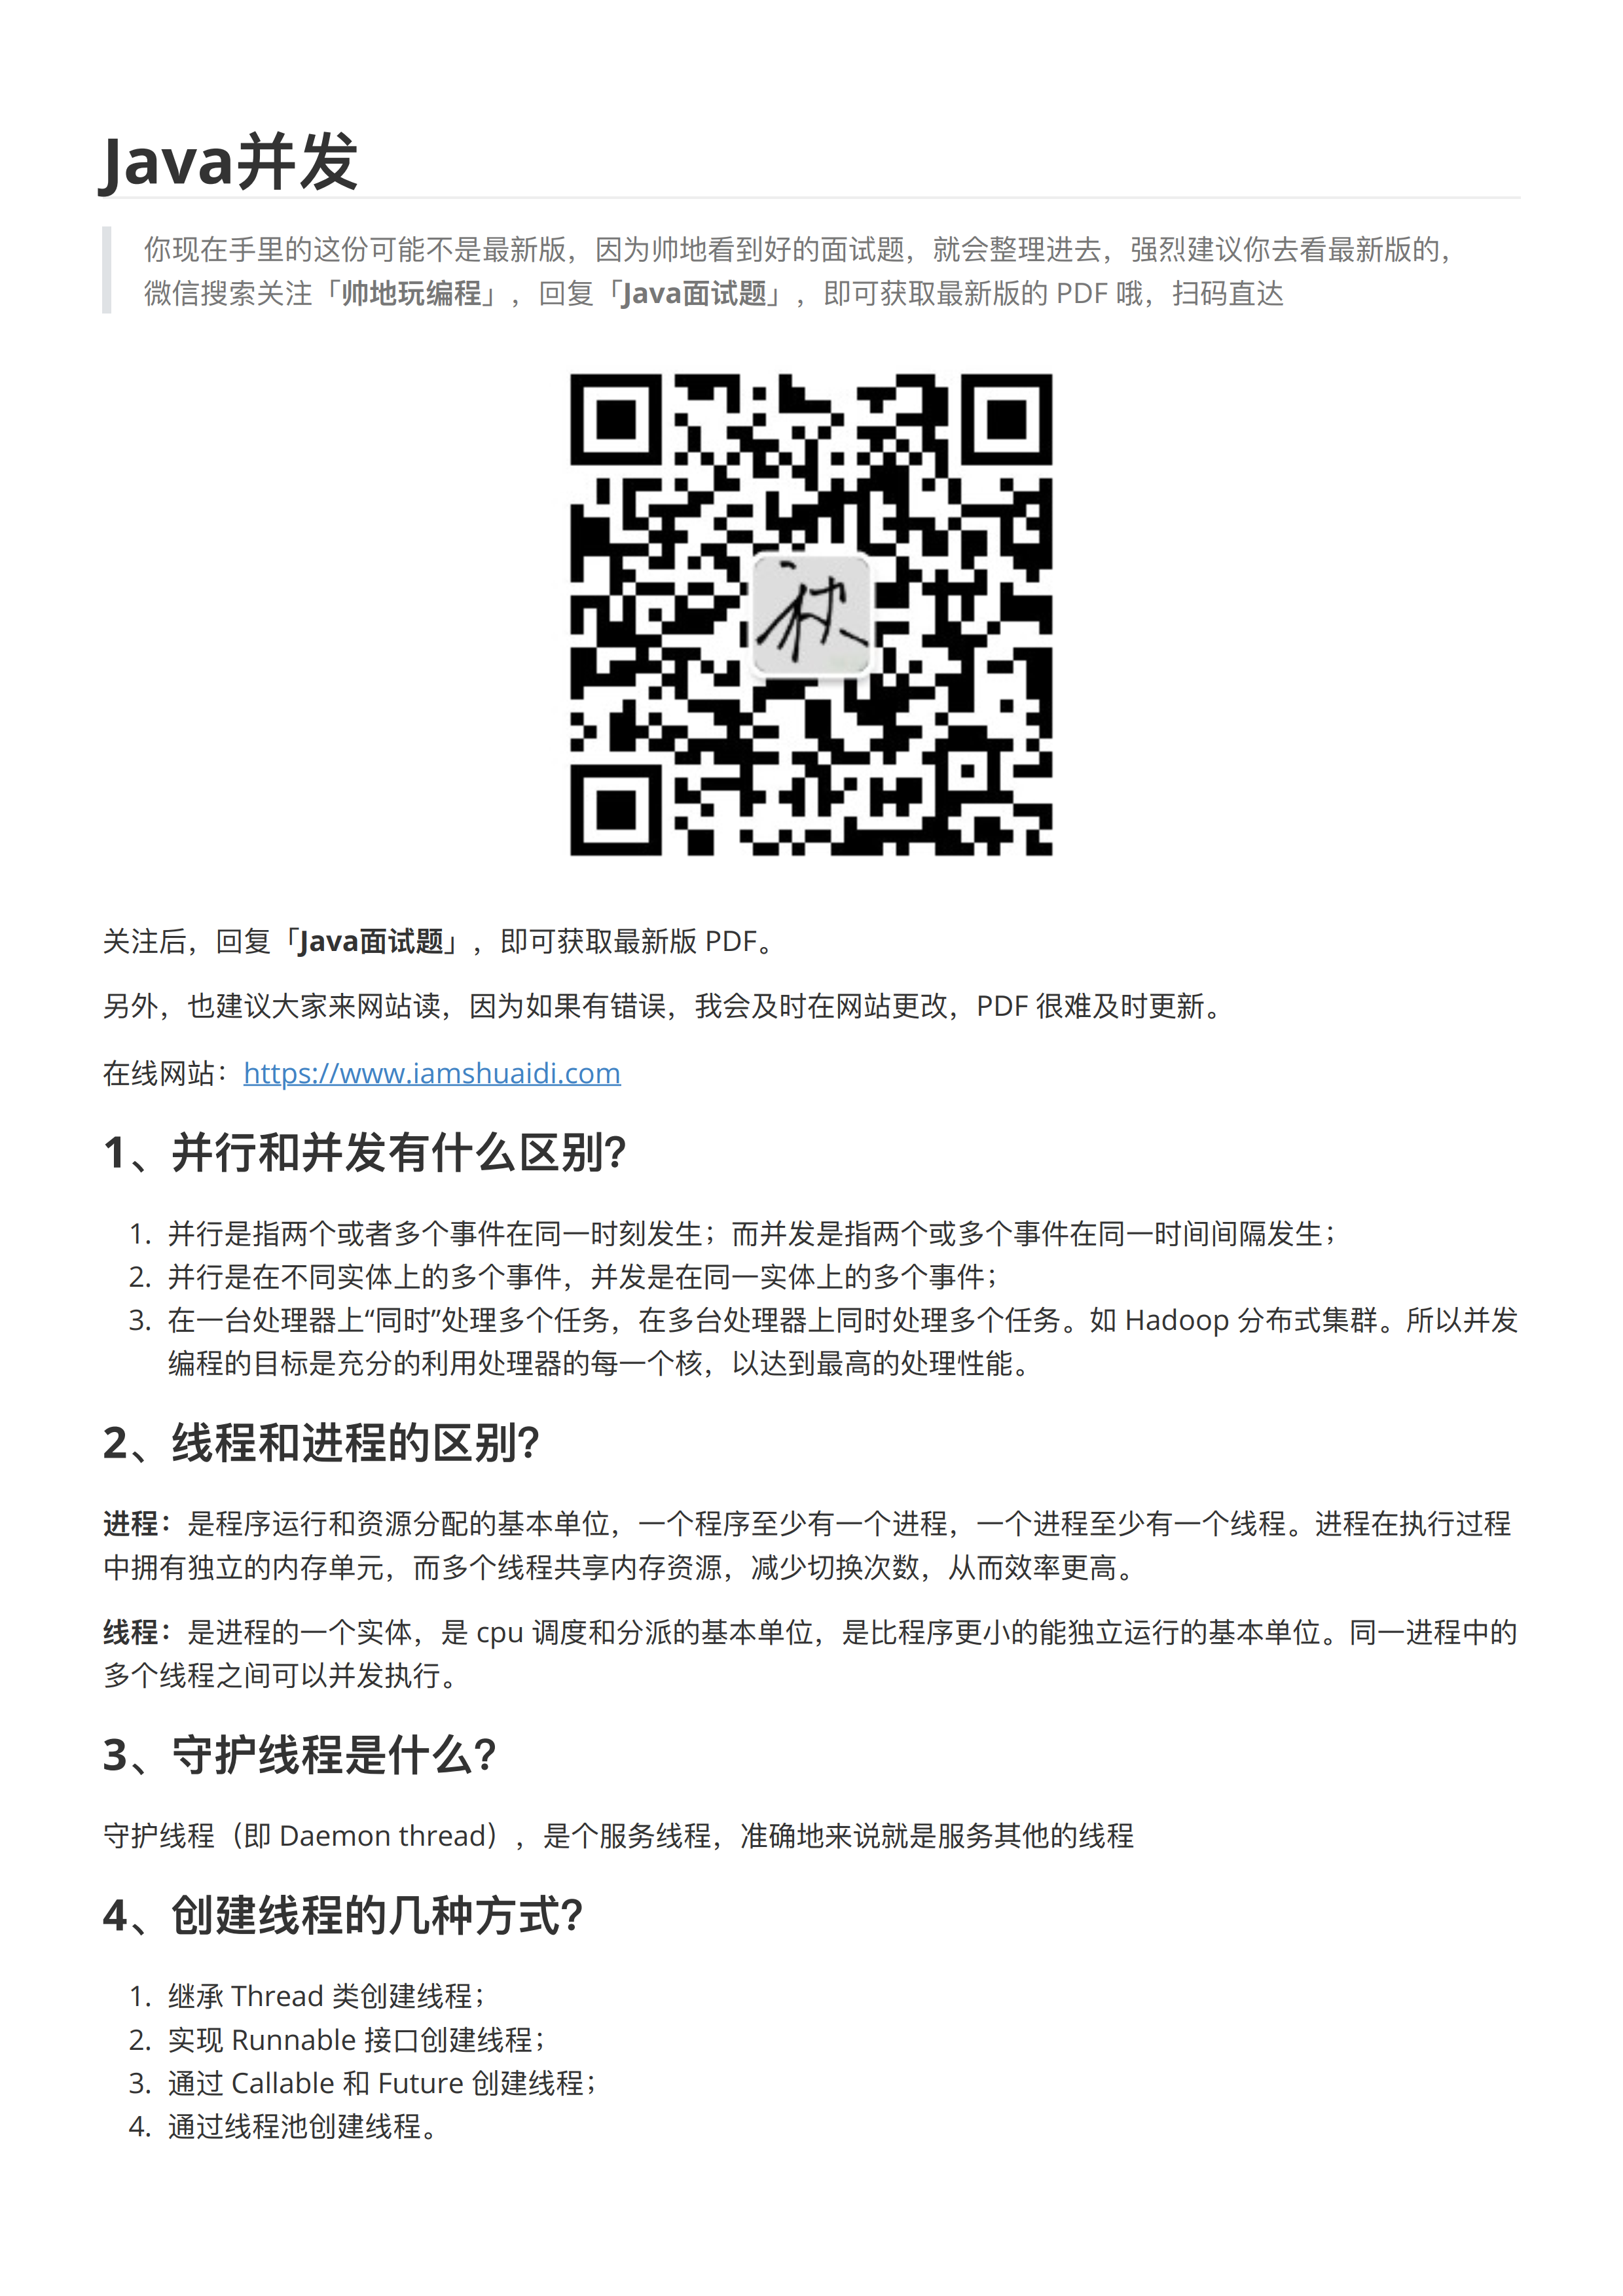 Java并发
你现在手里的这份可能不是最新版，因为帅地看到好的面试题，就会整理进去，强烈建议你去看最新版的，
微信搜索关注「帅地玩编程」，回复「Java面试题」，即可获取最新版的 PDF 哦，扫码直达
关注后，回复「Java面试题」，即可获取最新版 PDF。
另外，也建议大家来网站读，因为如果有错误，我会及时在网站更改，PDF 很难及时更新。
在线网站：https://www.iamshuaidi.com
1、并行和并发有什么区别？
1. 并行是指两个或者多个事件在同一时刻发生；而并发是指两个或多个事件在同一时间间隔发生；
2. 并行是在不同实体上的多个事件，并发是在同一实体上的多个事件；
3. 在一台处理器上“同时”处理多个任务，在多台处理器上同时处理多个任务。如 Hadoop 分布式集群。所以并发
编程的目标是充分的利用处理器的每一个核，以达到最高的处理性能。
2、线程和进程的区别？
进程：是程序运行和资源分配的基本单位，一个程序至少有一个进程，一个进程至少有一个线程。进程在执行过程
中拥有独立的内存单元，而多个线程共享内存资源，减少切换次数，从而效率更高。
线程：是进程的一个实体，是 cpu 调度和分派的基本单位，是比程序更小的能独立运行的基本单位。同一进程中的
多个线程之间可以并发执行。
3、守护线程是什么？
守护线程（即 Daemon thread），是个服务线程，准确地来说就是服务其他的线程
4、创建线程的几种方式？
1. 继承 Thread 类创建线程；
2. 实现 Runnable 接口创建线程；
3. 通过 Callable 和 Future 创建线程；
4. 通过线程池创建线程。